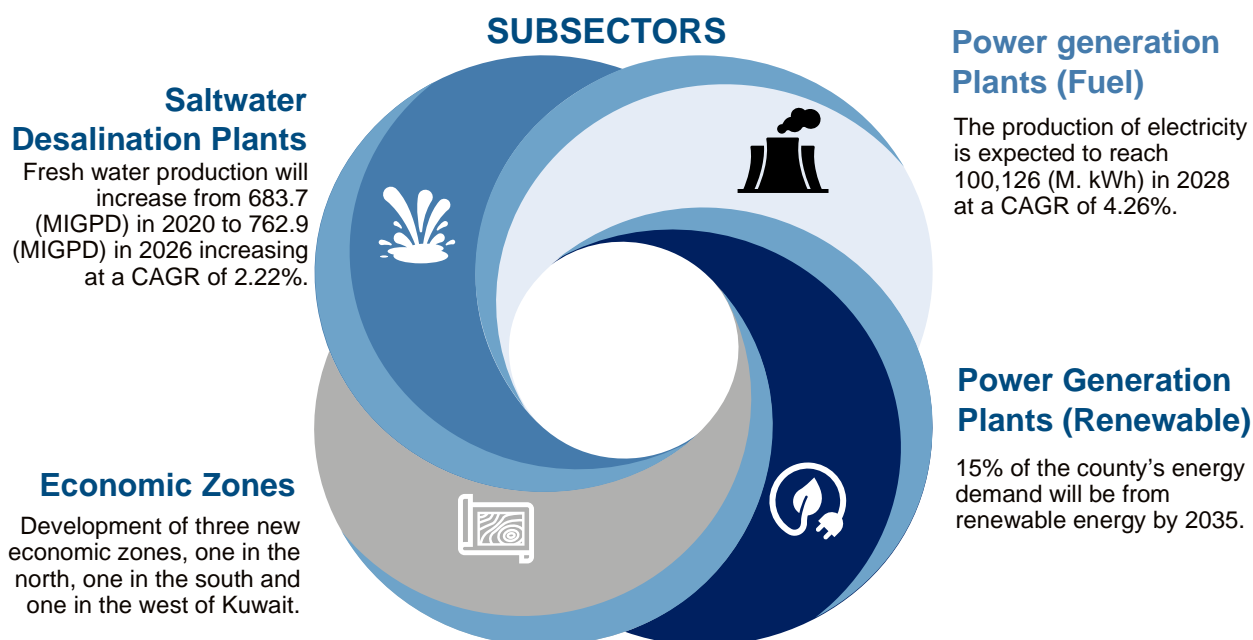 SUBSECTORS
Saltwater
Desalination Plants
Fresh water production will
increase from 683.7
(MIGPD) in 2020 to 762.9
(MIGPD) in 2026 increasing
at a CAGR of 2.22%.
Power generation
Plants (Fuel)
The production of electricity
is expected to reach
100,126 (M. kWh) in 2028
at a CAGR of 4.26%.
Economic Zones
Development of three new
economic zones, one in the
north, one in the south and
one in the west of Kuwait.
Power Generation
Plants (Renewable)
15% of the county’s energy
demand will be from
renewable energy by 2035.